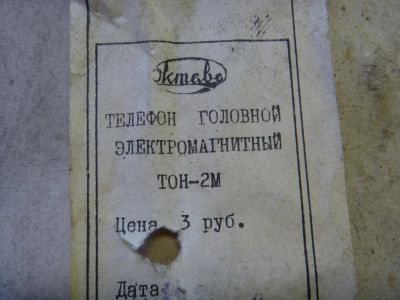 Октава
ТЕЛЕФОН ГОЛОВНОЙ
ЭЛЕКТРОМАГНИТНЫЙ
ТОН-2М
Цена 3 руб.
Дата